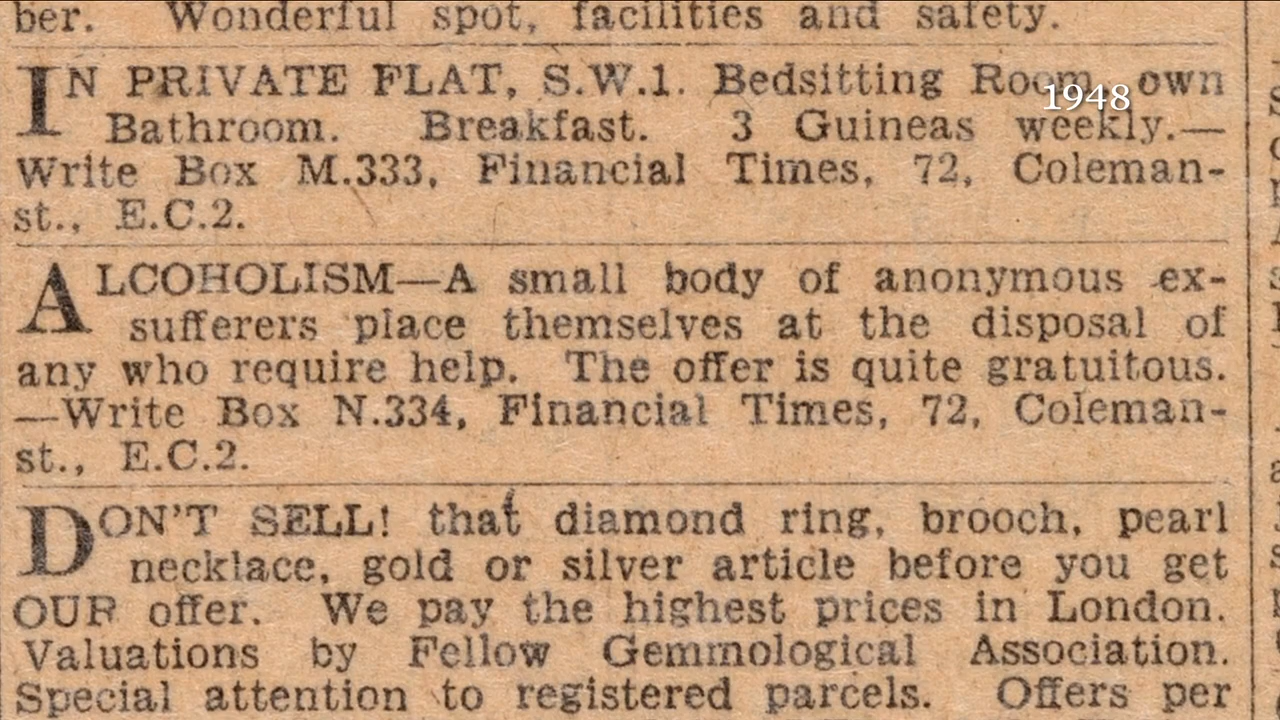 ber. Wonderful spot, facilities and safety.
IN PRIVATE FLAT, S.W.1. Bedsitting Room, own
1948
Bathroom. Breakfast. 3 Guineas weekly.—
Write Box M.333, Financial Times, 72, Coleman-
st., E.C.2.
ALCOHOLISM—A small body of anonymous ex-
sufferers place themselves at the disposal of
any who require help. The offer is quite gratuitous.
—Write Box N.334, Financial Times, 72, Coleman-
st., E.C.2.
DON'T SELL! that diamond ring, brooch, pearl
necklace, gold or silver article before you get
OUR offer. We pay the highest prices in London.
Valuations by Fellow Gemmological Association.
Special attention to registered parcels. Offers per